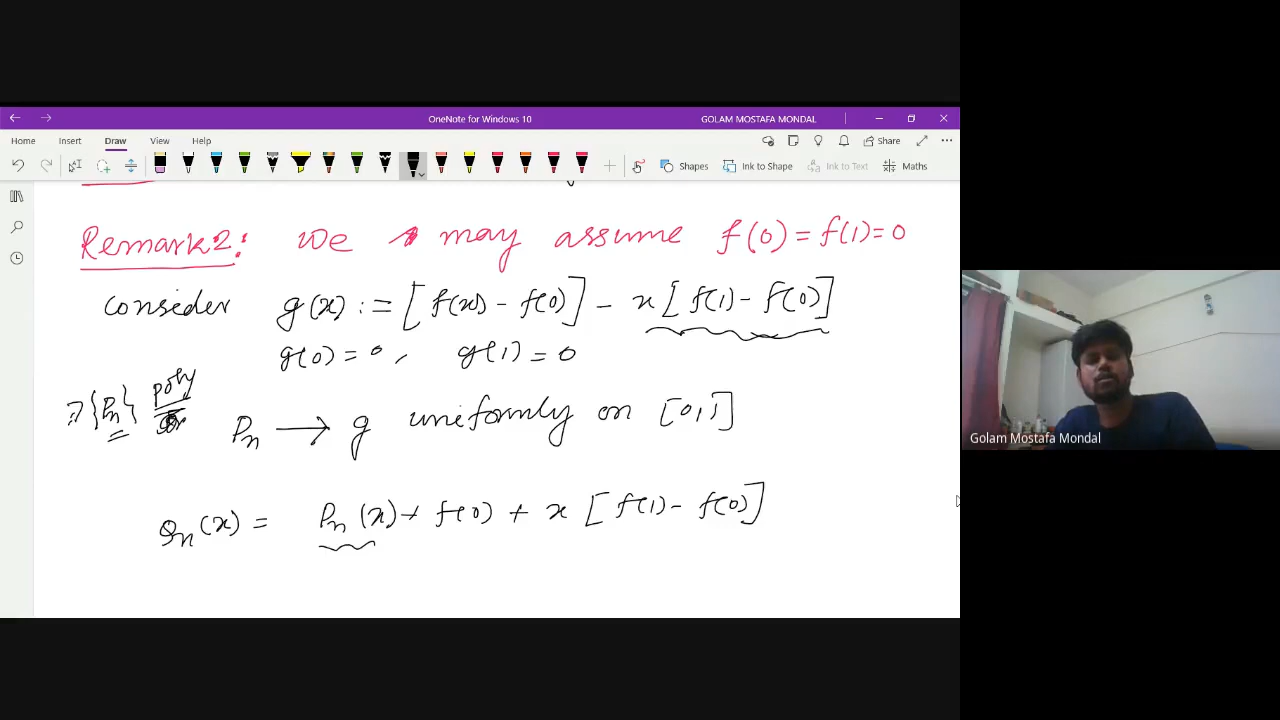 OneNote for Windows 10
GOLAM MOSTAFA MONDAL
Home Insert Draw View Help
Share
Shapes Ink to Shape Ink to Text Maths
Remark2: We may assume f(0) = f(1) = 0
consider g(x) := [f(x) - f(0)] - x[f(1) - f(0)]
g(0) = 0, g(1) = 0
{Pn} poly
Pn → g uniformly on [0,1]
Qn(x) = Pn(x) + f(0) + x [f(1) - f(0)]
Golam Mostafa Mondal